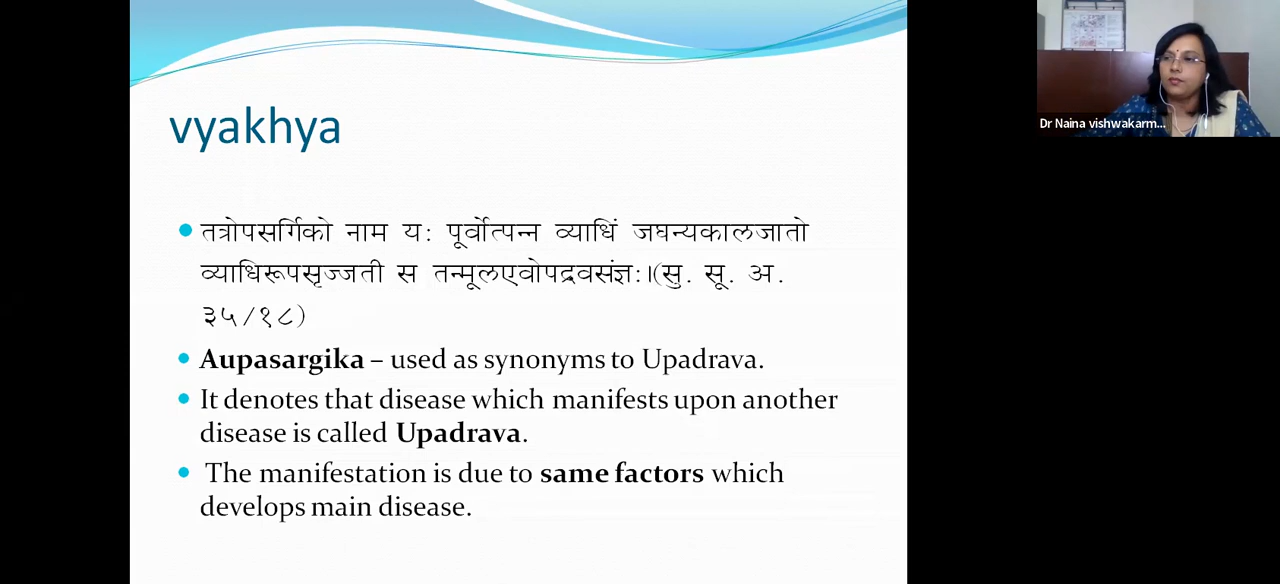 vyakhya
तत्रोपसर्गिको नाम यः पूर्वोत्पन्न व्याधिं जघन्यकालजातो
व्याधिरूपसृज्जती स तन्मूलएवोपद्रवसंज्ञः।(सु. सू. अ.
३५/१८)
Aupasargika – used as synonyms to Upadrava.
It denotes that disease which manifests upon another
disease is called Upadrava.
The manifestation is due to same factors which
develops main disease.
Dr Naina vishwakarm...